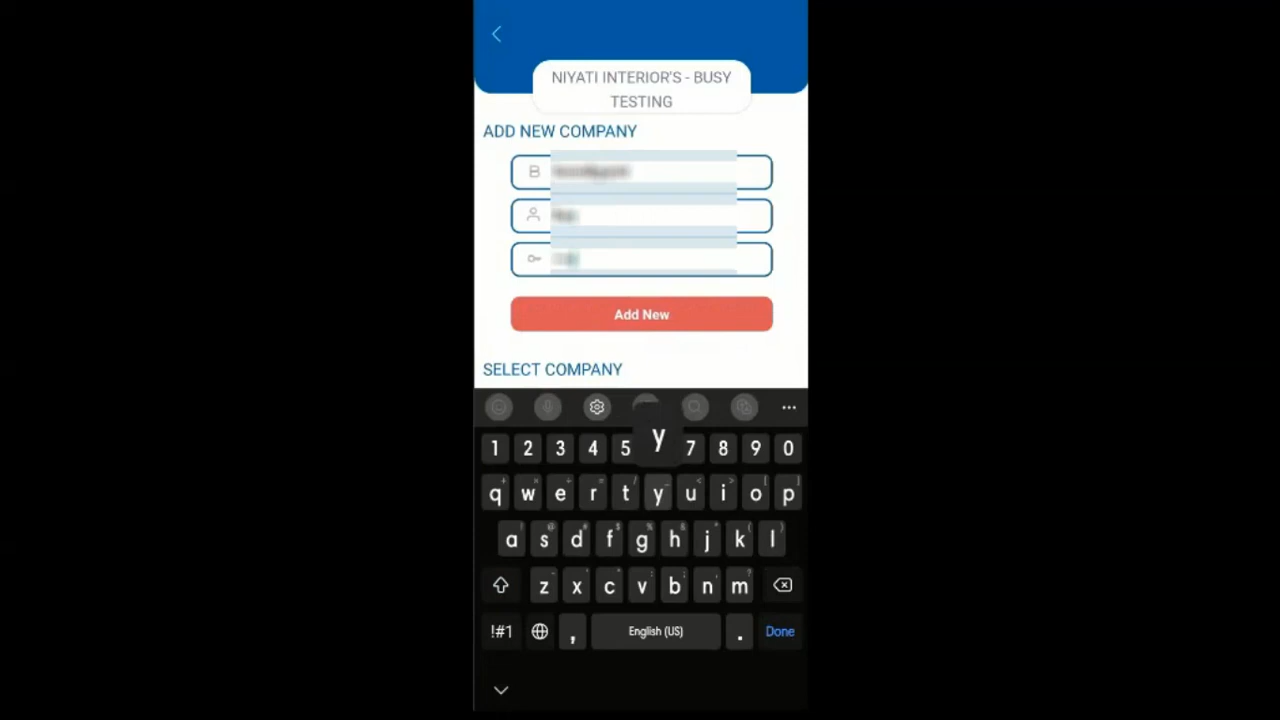 NIYATI INTERIOR'S - BUSY
TESTING
ADD NEW COMPANY
Add New
SELECT COMPANY
y
1 2 3 4 5 7 8 9 0
q w e r t y u i o p
a s d f g h j k l
z x c v b n m
!#1 , English (US) . Done